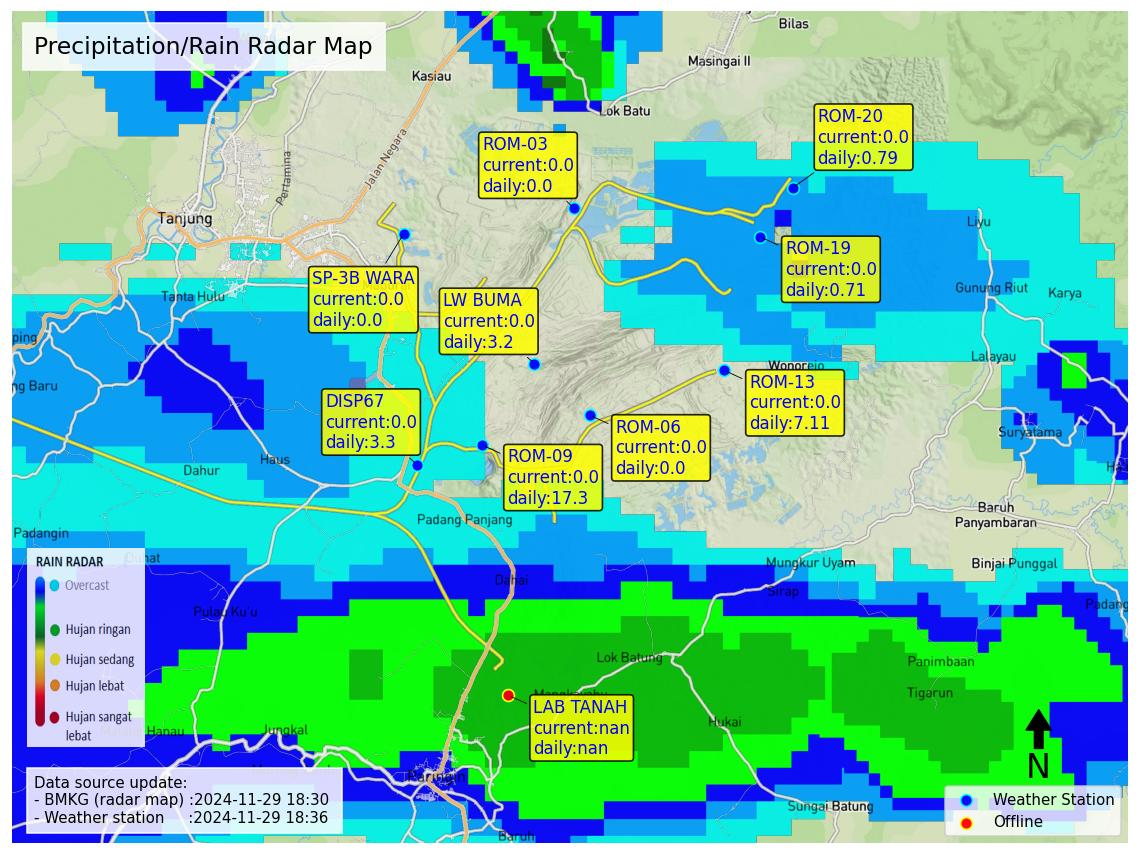 Precipitation/Rain Radar Map
Bilas
Masingai II
Kasiau
Lok Batu
ROM-20
current:0.0
daily:0.79
ROM-03
current:0.0
daily:0.0
Jalan Negara
Pertamina
Tanjung
Liyu
ROM-19
current:0.0
daily:0.71
SP-3B WARA
current:0.0
daily:0.0
LW BUMA
current:0.0
daily:3.2
Tanta Hulu
Gunung Riut
Karya
ping
Lalayau
Wonorejo
ng Baru
ROM-13
current:0.0
daily:7.11
DISP67
current:0.0
daily:3.3
ROM-06
current:0.0
daily:0.0
Suryatama
ROM-09
current:0.0
daily:17.3
Haus
Dahur
Ha
Baruh
Panyambaran
Padang Panjang
Padangin
Mungkur Uyam
Binjai Punggal
RAIN RADAR
Overcast
Hujan ringan
Hujan sedang
Hujan lebat
Hujan sangat
lebat
Dahai
Sirap
Pulau Ku'u
Padang
Lok Batung
Panimbaan
Tigarun
LAB TANAH
current:nan
daily:nan
Hukai
Hanau
Jungkal
N
Paringin
Data source update:
- BMKG (radar map) :2024-11-29 18:30
- Weather station :2024-11-29 18:36
Sungai Batung
Baruh
Weather Station
Offline